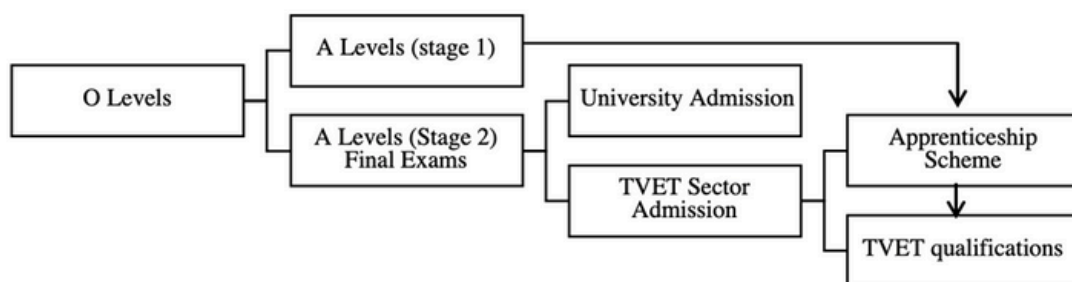 A Levels (stage 1)
O Levels
A Levels (Stage 2)
Final Exams
University Admission
TVET Sector
Admission
Apprenticeship
Scheme
TVET qualifications